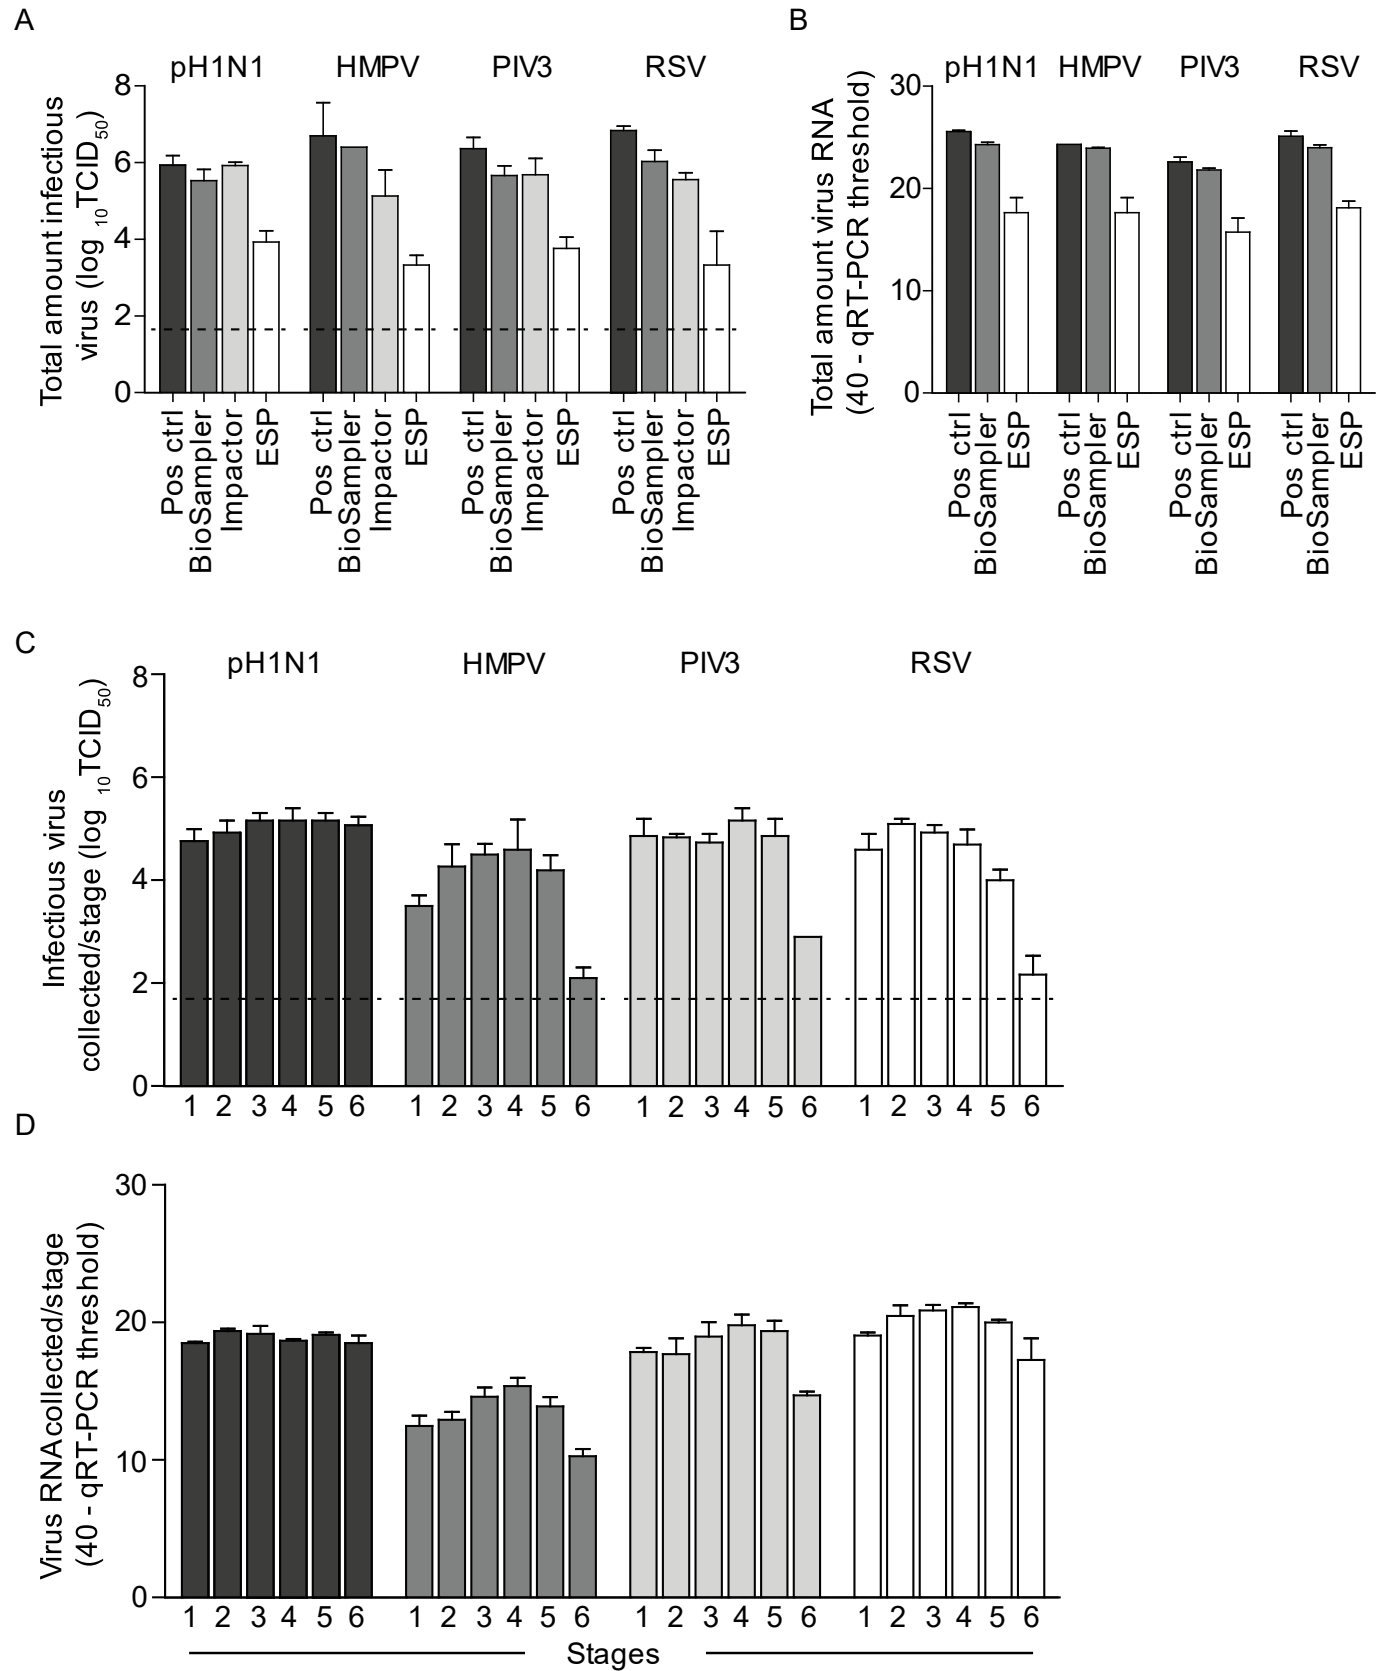 A
B
pH1N1 HMPV PIV3 RSV
pH1N1 HMPV PIV3 RSV
Total amount infectious
virus (log 10TCID50)
8
6
4
2
0
Pos ctrl
BioSampler
Impactor
ESP
Pos ctrl
BioSampler
Impactor
ESP
Pos ctrl
BioSampler
Impactor
ESP
Pos ctrl
BioSampler
Impactor
ESP
Total amount virus RNA
(40 - qRT-PCR threshold)
30
20
10
0
Pos ctrl
BioSampler
ESP
Pos ctrl
BioSampler
ESP
Pos ctrl
BioSampler
ESP
Pos ctrl
BioSampler
ESP
C
pH1N1 HMPV PIV3 RSV
Infectious virus
collected/stage (log 10TCID50)
8
6
4
2
0
1 2 3 4 5 6 1 2 3 4 5 6 1 2 3 4 5 6 1 2 3 4 5 6
D
Virus RNAcollected/stage
(40 - qRT-PCR threshold)
30
20
10
0
1 2 3 4 5 6 1 2 3 4 5 6 1 2 3 4 5 6 1 2 3 4 5 6
Stages